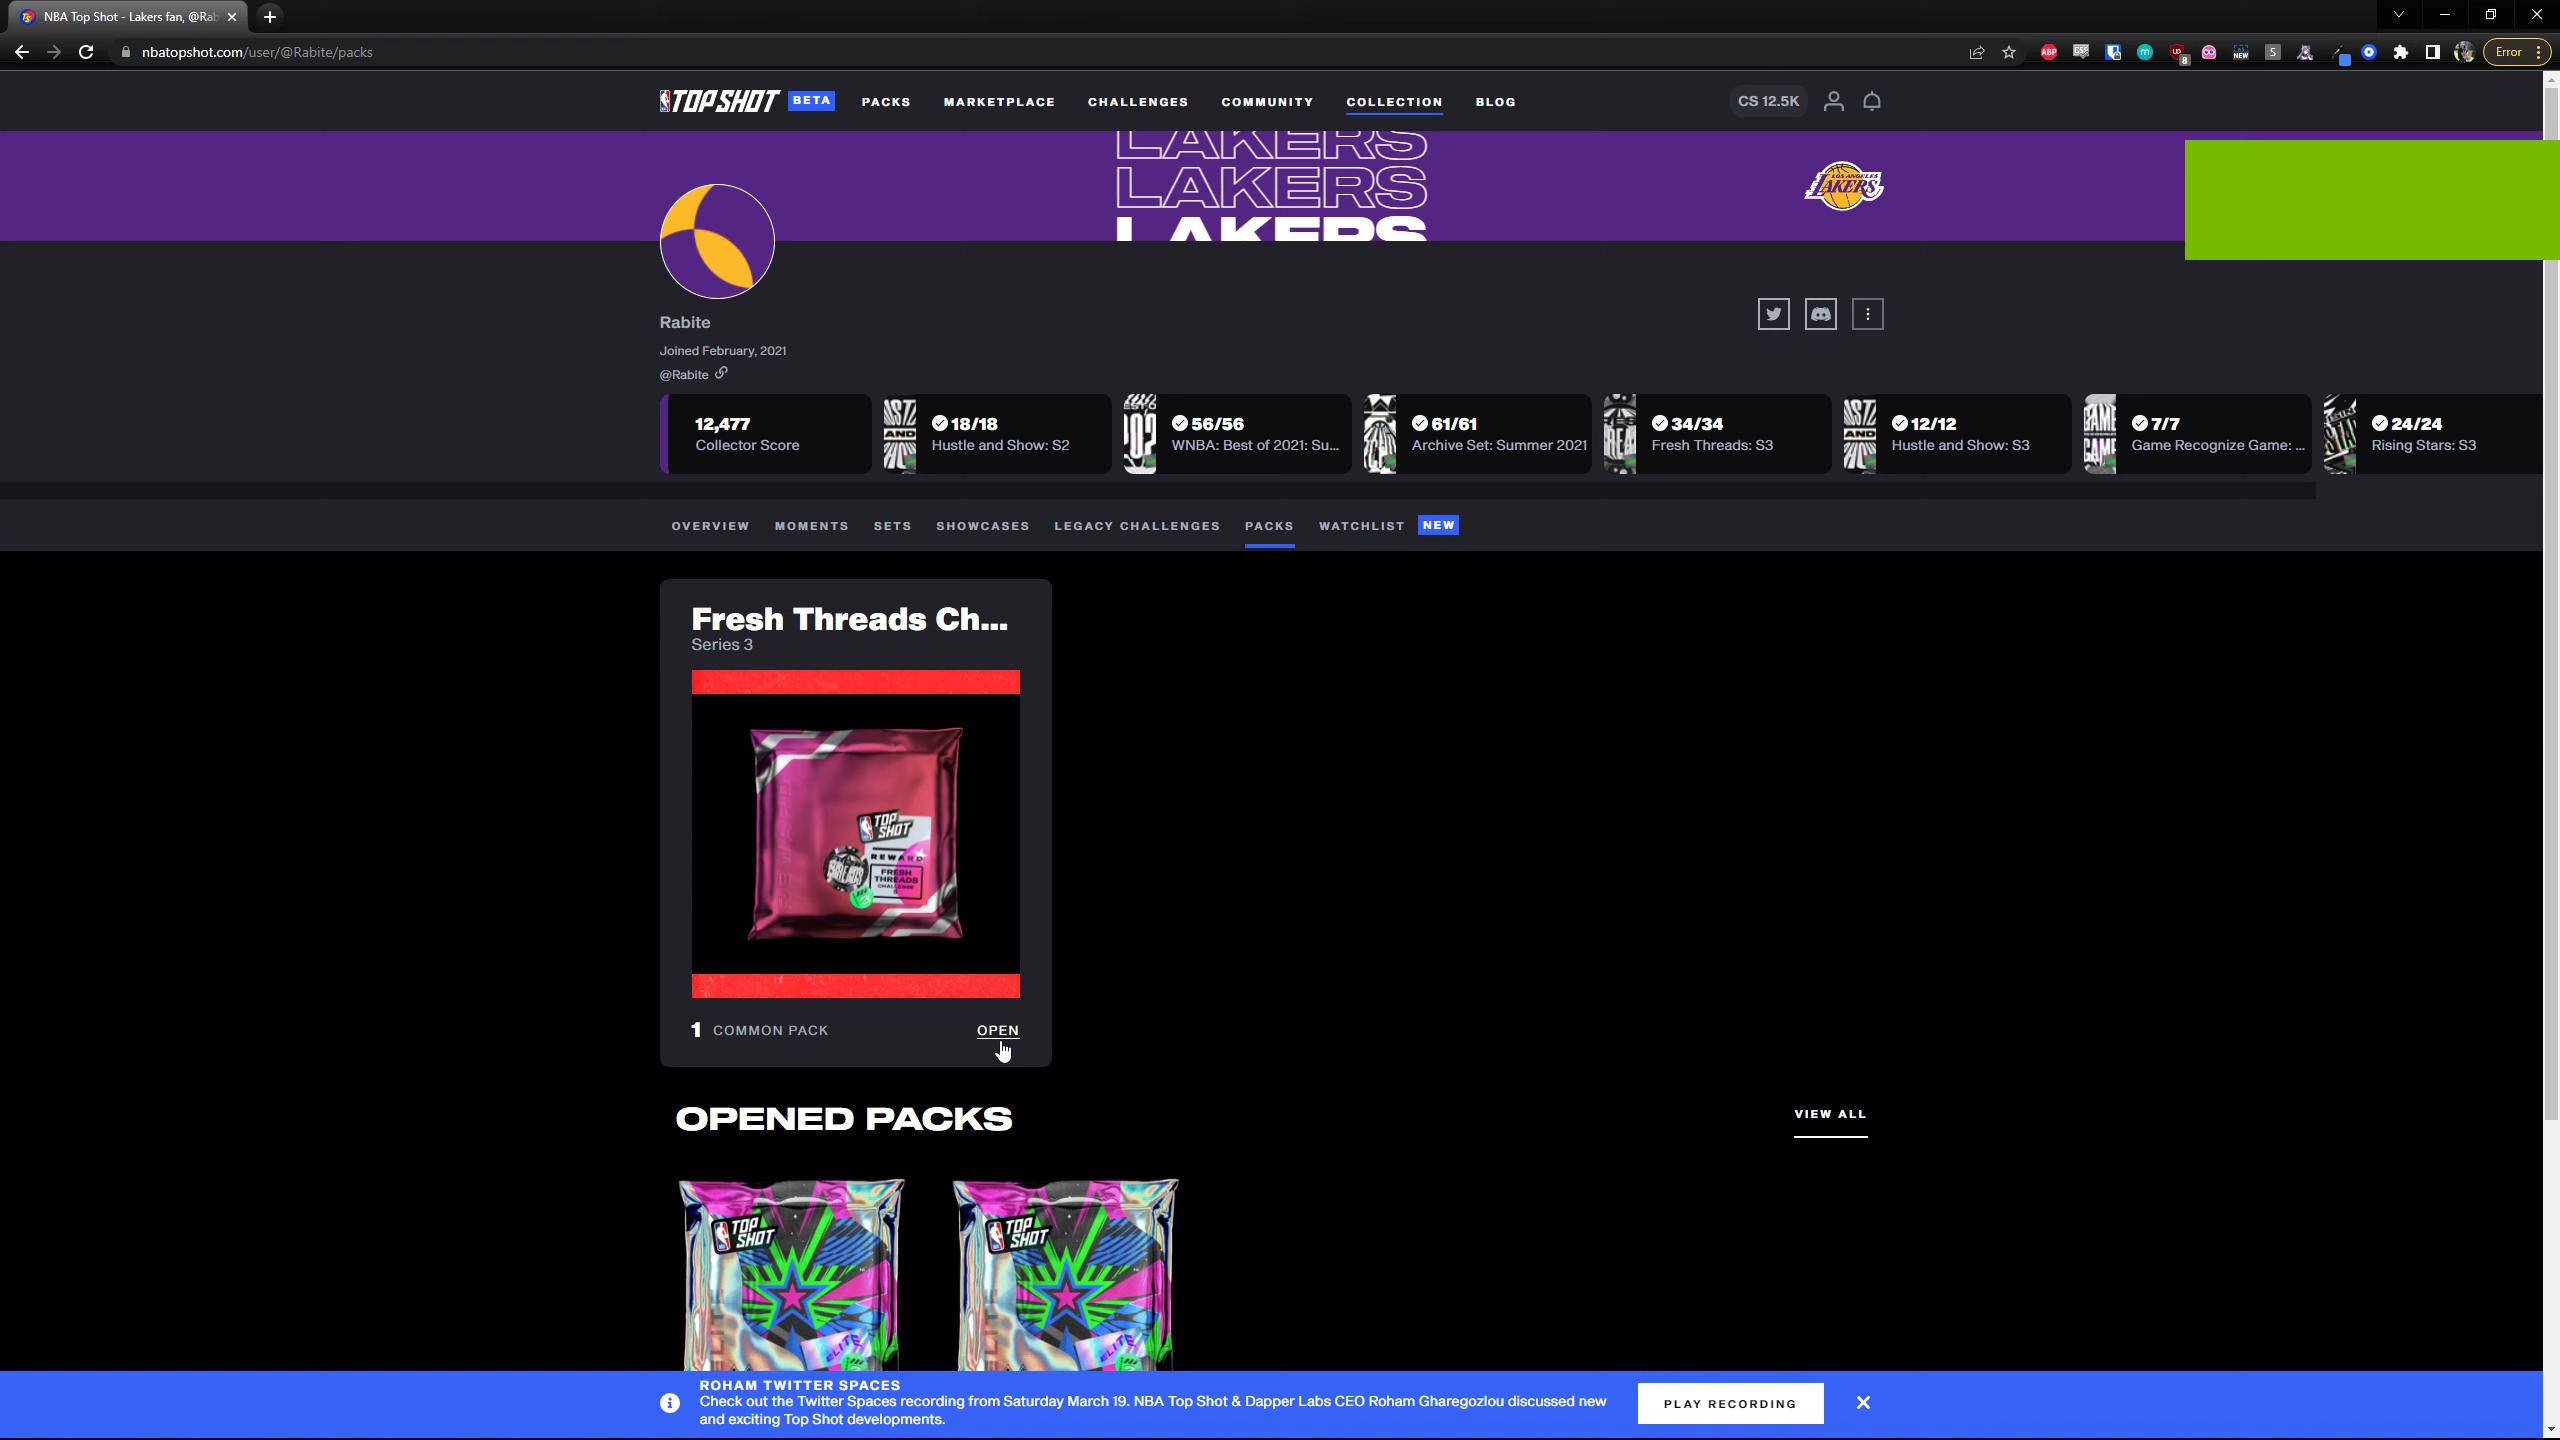 NBA Top Shot - Lakers fan, @Rab
nbatopshot.com/user/@Rabite/packs
Error
TOP SHOT BETA PACKS MARKETPLACE CHALLENGES COMMUNITY COLLECTION BLOG CS 12.5K
LAKERS
LAKERS
LAKERS
LOS ANGELES
LAKERS
Rabite
Joined February, 2021
@Rabite
12,477
Collector Score
18/18
Hustle and Show: S2
56/56
WNBA: Best of 2021: Su...
61/61
Archive Set: Summer 2021
34/34
Fresh Threads: S3
12/12
Hustle and Show: S3
7/7
Game Recognize Game: ...
24/24
Rising Stars: S3
OVERVIEW MOMENTS SETS SHOWCASES LEGACY CHALLENGES PACKS WATCHLIST NEW
Fresh Threads Ch...
Series 3
TOP
SHOT
REWARD
FRESH
THREADS
CHALLENGE
1 COMMON PACK OPEN
OPENED PACKS
VIEW ALL
TOP
SHOT
ELITE
TOP
SHOT
ELITE
ROHAM TWITTER SPACES
Check out the Twitter Spaces recording from Saturday March 19. NBA Top Shot & Dapper Labs CEO Roham Gharegozlou discussed new
and exciting Top Shot developments.
PLAY RECORDING